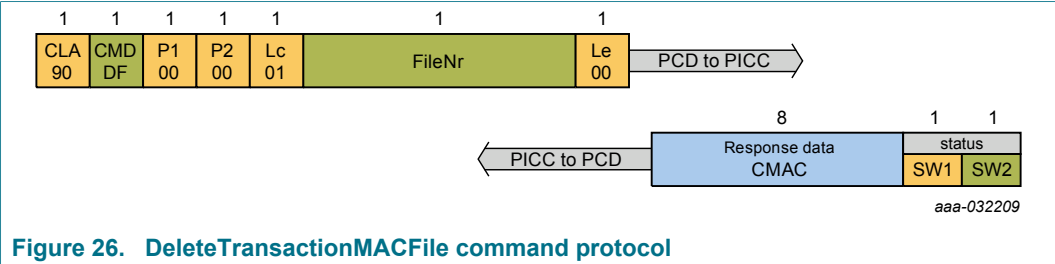 1 1 1 1 1 1 1
CLA CMD P1 P2 Lc FileNr Le
90 DF 00 00 01 00
PCD to PICC
8 1 1
Response data status
CMAC SW1 SW2
PICC to PCD
aaa-032209
Figure 26. DeleteTransactionMACFile command protocol